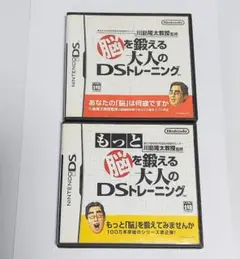 Nintendo
川島隆太教授監修
脳を鍛える
大人の
DSトレーニング
あなたの「脳」は何歳ですか
NINTENDO DS
Nintendo
川島隆太教授監修
もっと
脳を鍛える
大人の
DSトレーニング
もっと「脳」を鍛えてみませんか
NINTENDO DS